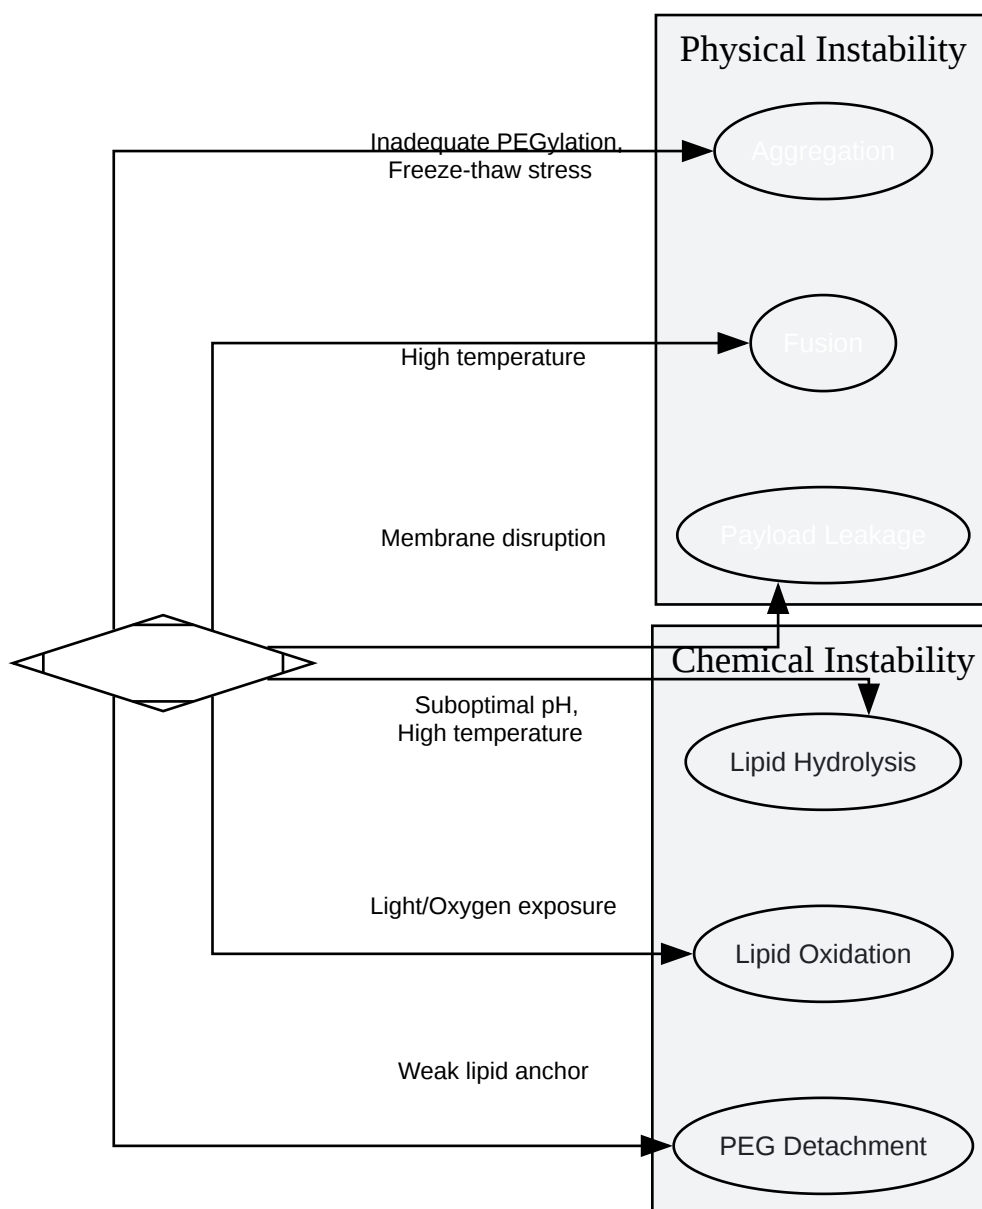 Physical Instability
Inadequate PEGylation,
Freeze-thaw stress
Aggregation
High temperature
Fusion
Membrane disruption
Payload Leakage
Chemical Instability
Suboptimal pH,
High temperature
Lipid Hydrolysis
Light/Oxygen exposure
Lipid Oxidation
Weak lipid anchor
PEG Detachment